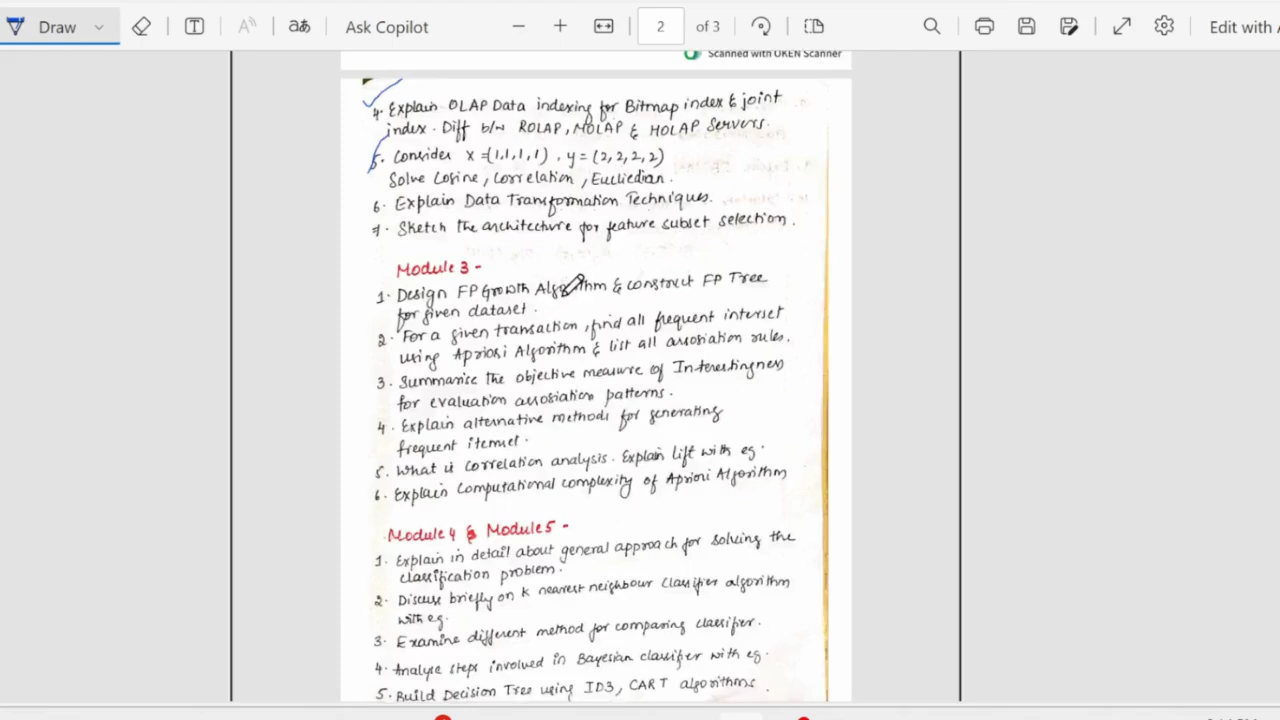 Draw
Ask Copilot
2 of 3
Edit with
Scanned with OKEN Scanner
4. Explain OLAP Data indexing for Bitmap index & joint
index. Diff b/w ROLAP, MOLAP & HOLAP Servers.
5. Consider x=(1,1,1,1), y=(2,2,2,2)
Solve Cosine, Correlation, Eucliedian.
6. Explain Data Transformation Techniques.
7. Sketch the architecture for feature subset selection.
Module 3 -
1. Design FP Growth Algorithm & construct FP Tree
for given dataset.
2. For a given transaction, find all frequent interset
using Apriori Algorithm & list all assosiation rules.
3. Summarise the objective measure of Interestingness
for evaluation assosiation patterns.
4. Explain alternative methods for generating
frequent itemset.
5. What is correlation analysis. Explain lift with eg.
6. Explain Computational complexity of Apriori Algorithm
Module 4 & Module 5 -
1. Explain in detail about general approach for solving the
classification problem.
2. Discuss briefly on k nearest neighbour classifier algorithm
with eg.
3. Examine different method for comparing classifier.
4. Analyse steps involved in Bayesian classifier with eg.
5. Build Decision Tree using ID3, CART algorithms.